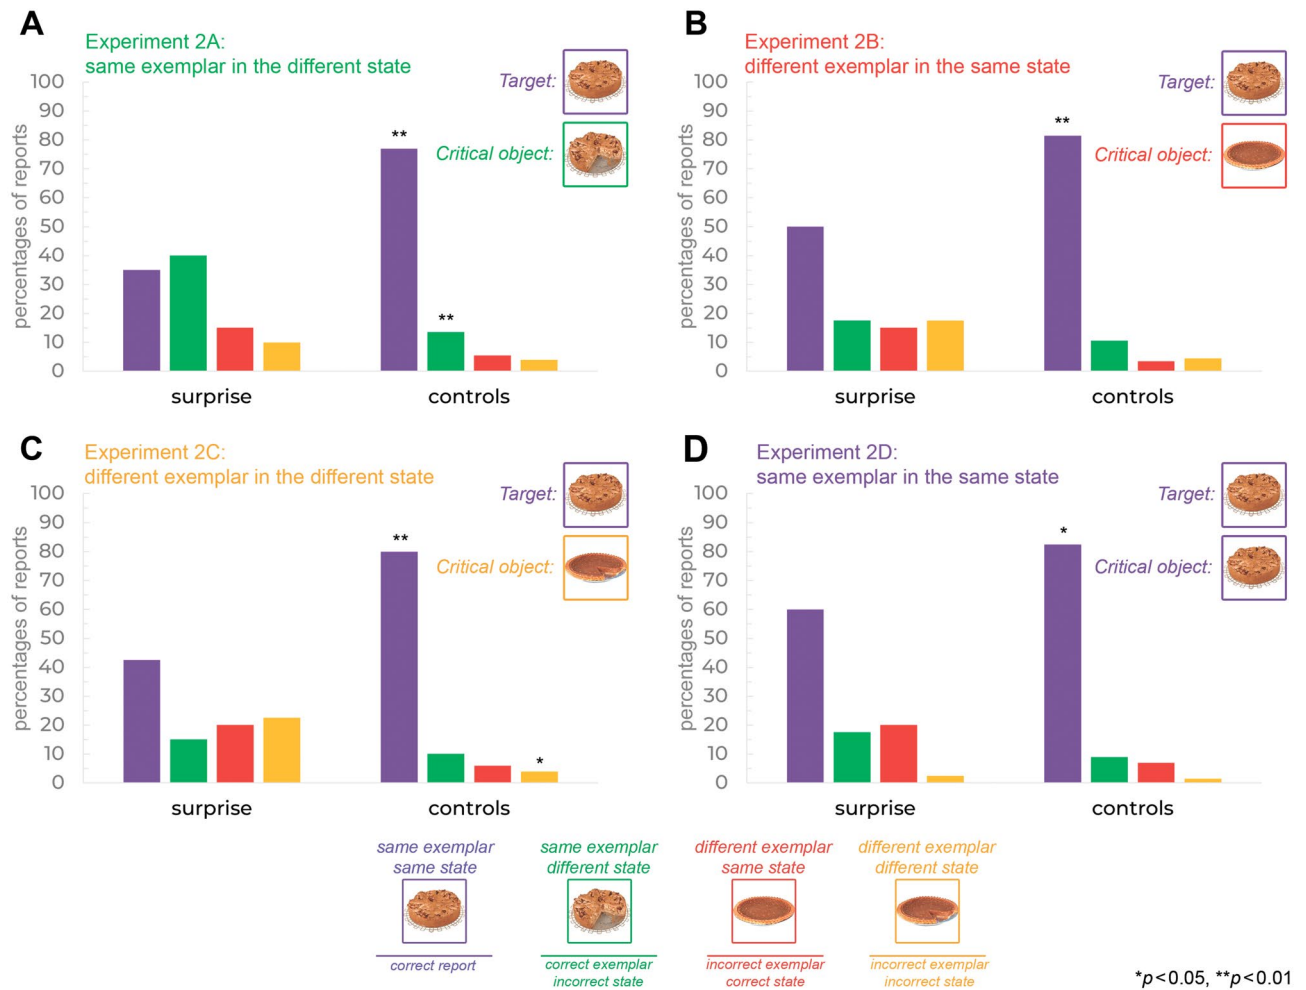 A
Experiment 2A:
same exemplar in the different state
Target:
Critical object:
percentages of reports
100
90
80
70
60
50
40
30
20
10
0
**
**
surprise
controls
B
Experiment 2B:
different exemplar in the same state
Target:
Critical object:
percentages of reports
100
90
80
70
60
50
40
30
20
10
0
**
surprise
controls
C
Experiment 2C:
different exemplar in the different state
Target:
Critical object:
percentages of reports
100
90
80
70
60
50
40
30
20
10
0
**
*
surprise
controls
D
Experiment 2D:
same exemplar in the same state
Target:
Critical object:
percentages of reports
100
90
80
70
60
50
40
30
20
10
0
*
surprise
controls
same exemplar
same state
correct report
same exemplar
different state
correct exemplar
incorrect state
different exemplar
same state
incorrect exemplar
correct state
different exemplar
different state
incorrect exemplar
incorrect state
*p<0.05, **p<0.01